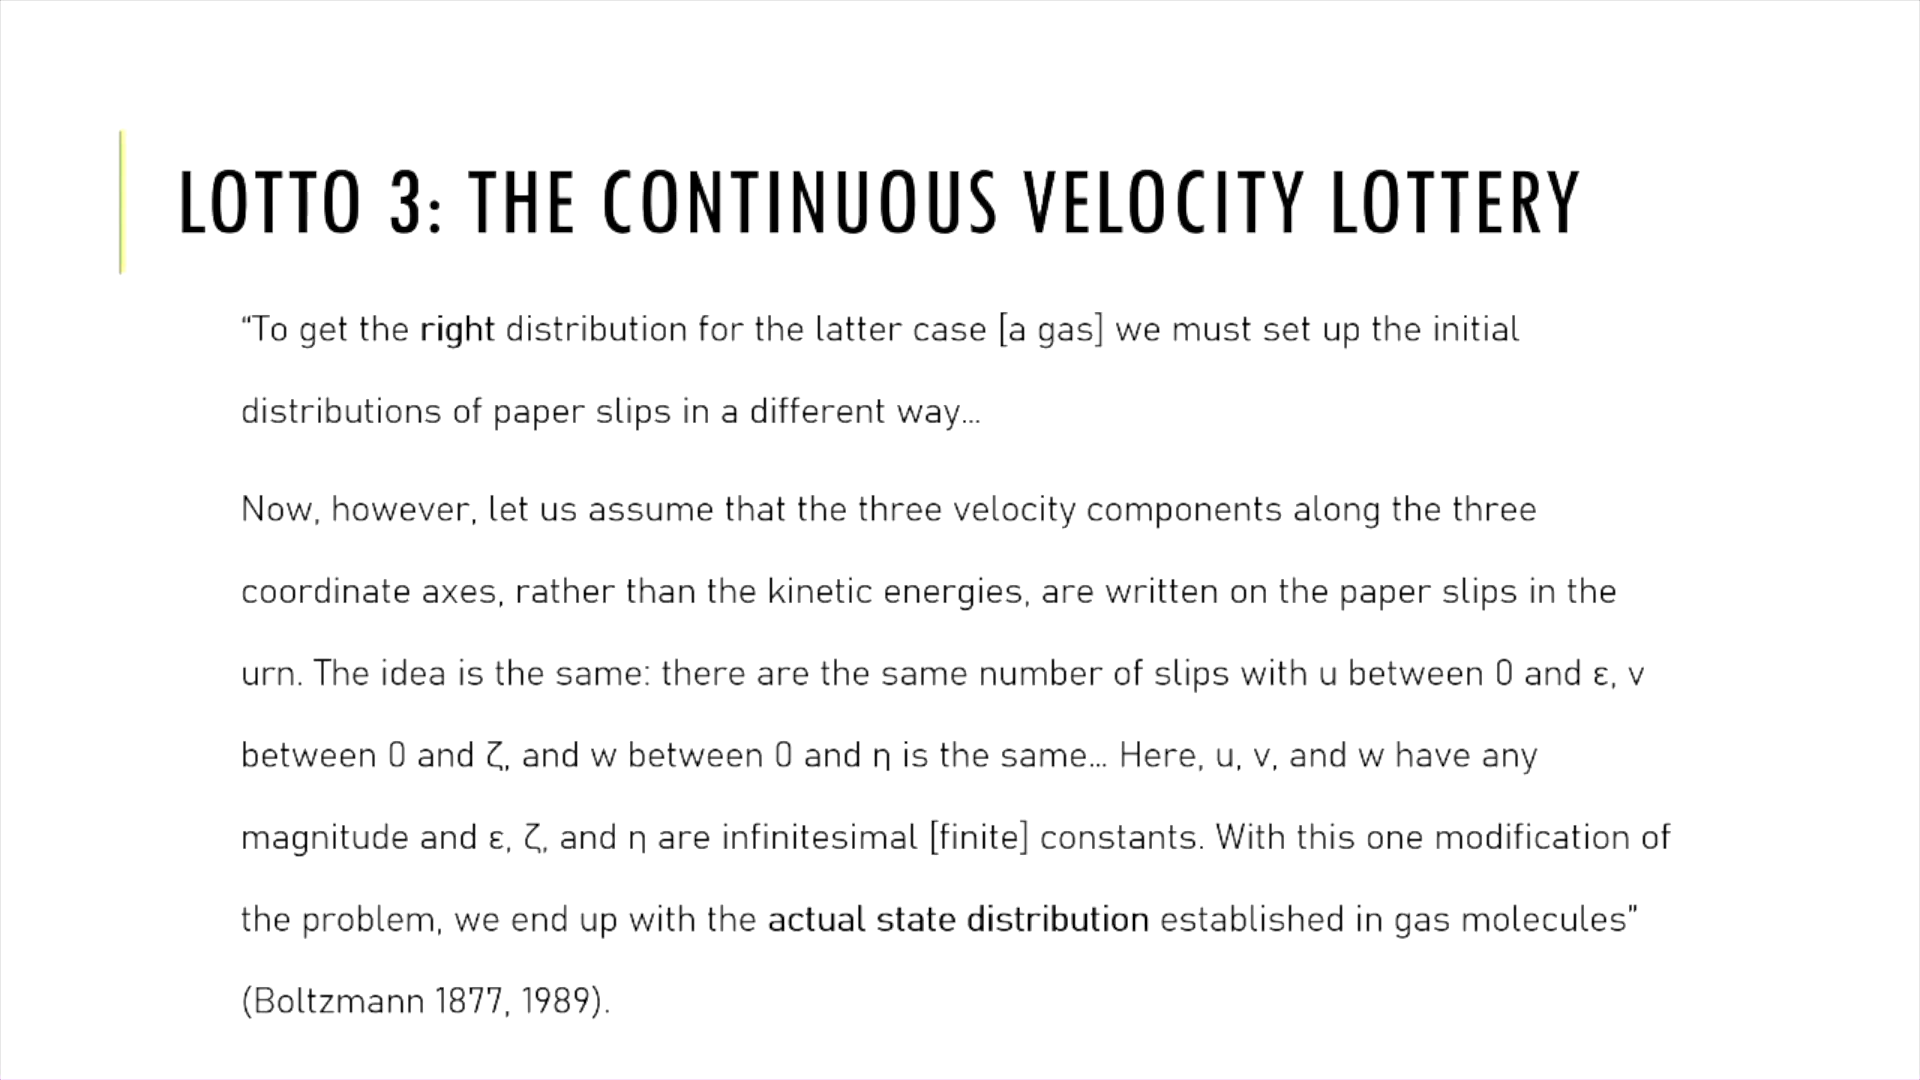 LOTTO 3: THE CONTINUOUS VELOCITY LOTTERY
“To get the right distribution for the latter case [a gas] we must set up the initial
distributions of paper slips in a different way…
Now, however, let us assume that the three velocity components along the three
coordinate axes, rather than the kinetic energies, are written on the paper slips in the
urn. The idea is the same: there are the same number of slips with u between 0 and ε, v
between 0 and ζ, and w between 0 and η is the same… Here, u, v, and w have any
magnitude and ε, ζ, and η are infinitesimal [finite] constants. With this one modification of
the problem, we end up with the actual state distribution established in gas molecules”
(Boltzmann 1877, 1989).